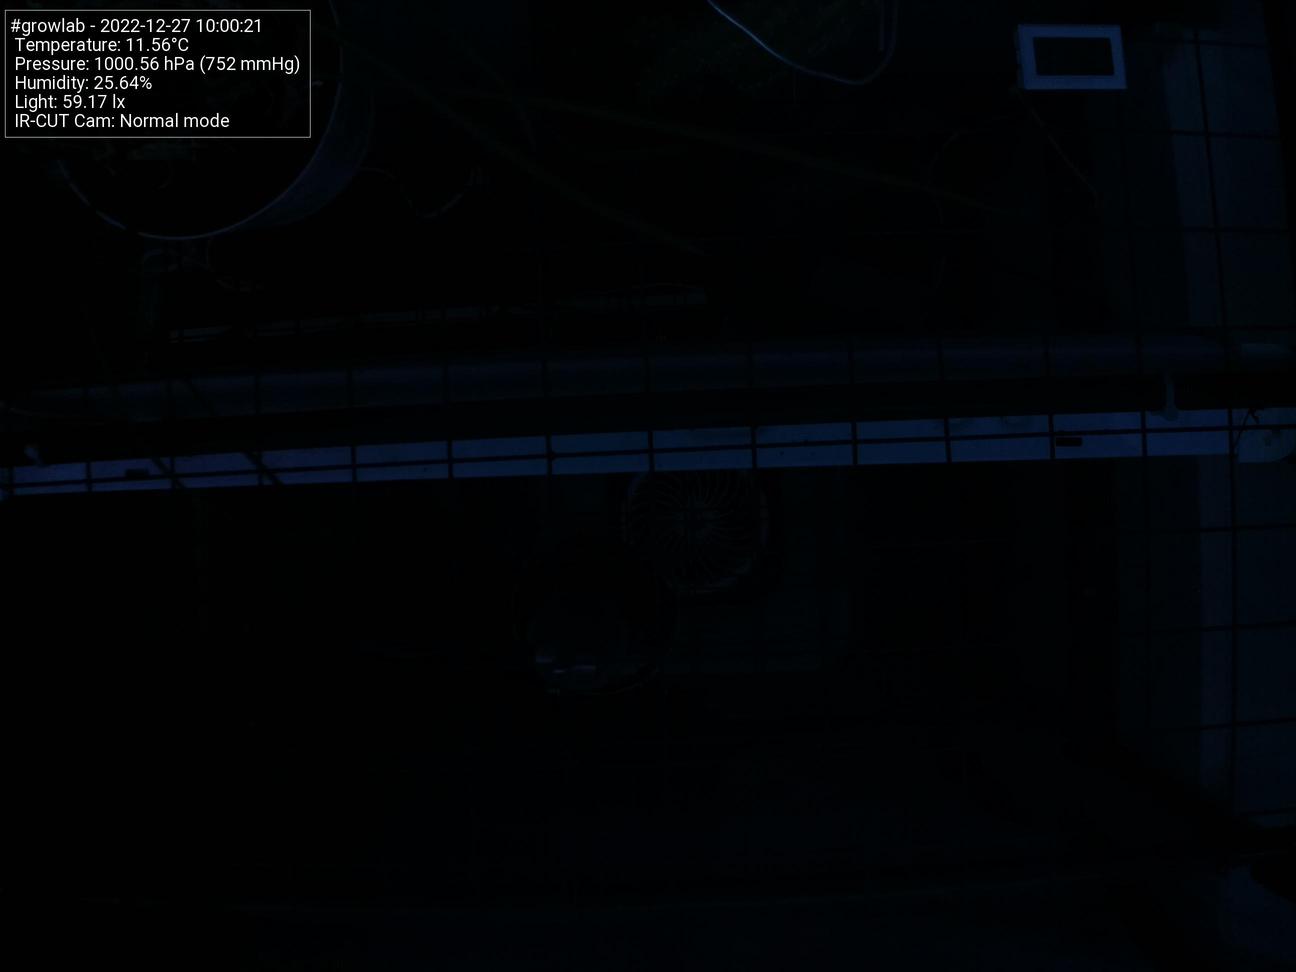 #growlab - 2022-12-27 10:00:21
Temperature: 11.56°C
Pressure: 1000.56 hPa (752 mmHg)
Humidity: 25.64%
Light: 59.17 lx
IR-CUT Cam: Normal mode